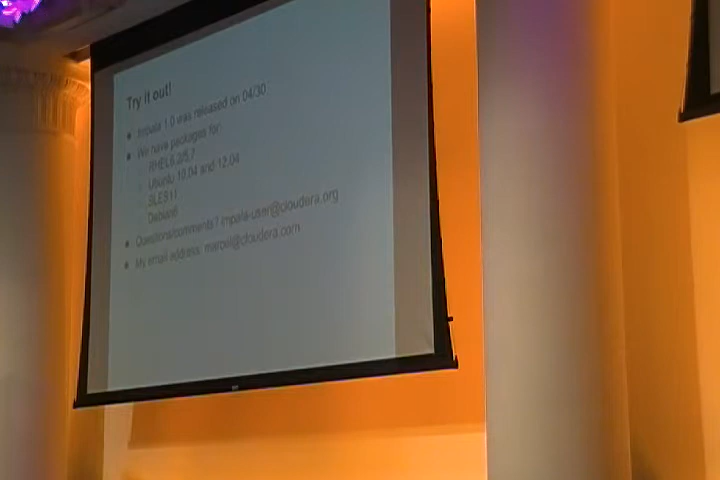 Try it out!
Impala 1.0 was released on 04/30
We have packages for:
RHEL6.2/5.7
Ubuntu 10.04 and 12.04
SLES11
Debian6
Questions/comments? impala-user@cloudera.org
My email address: marcel@cloudera.com